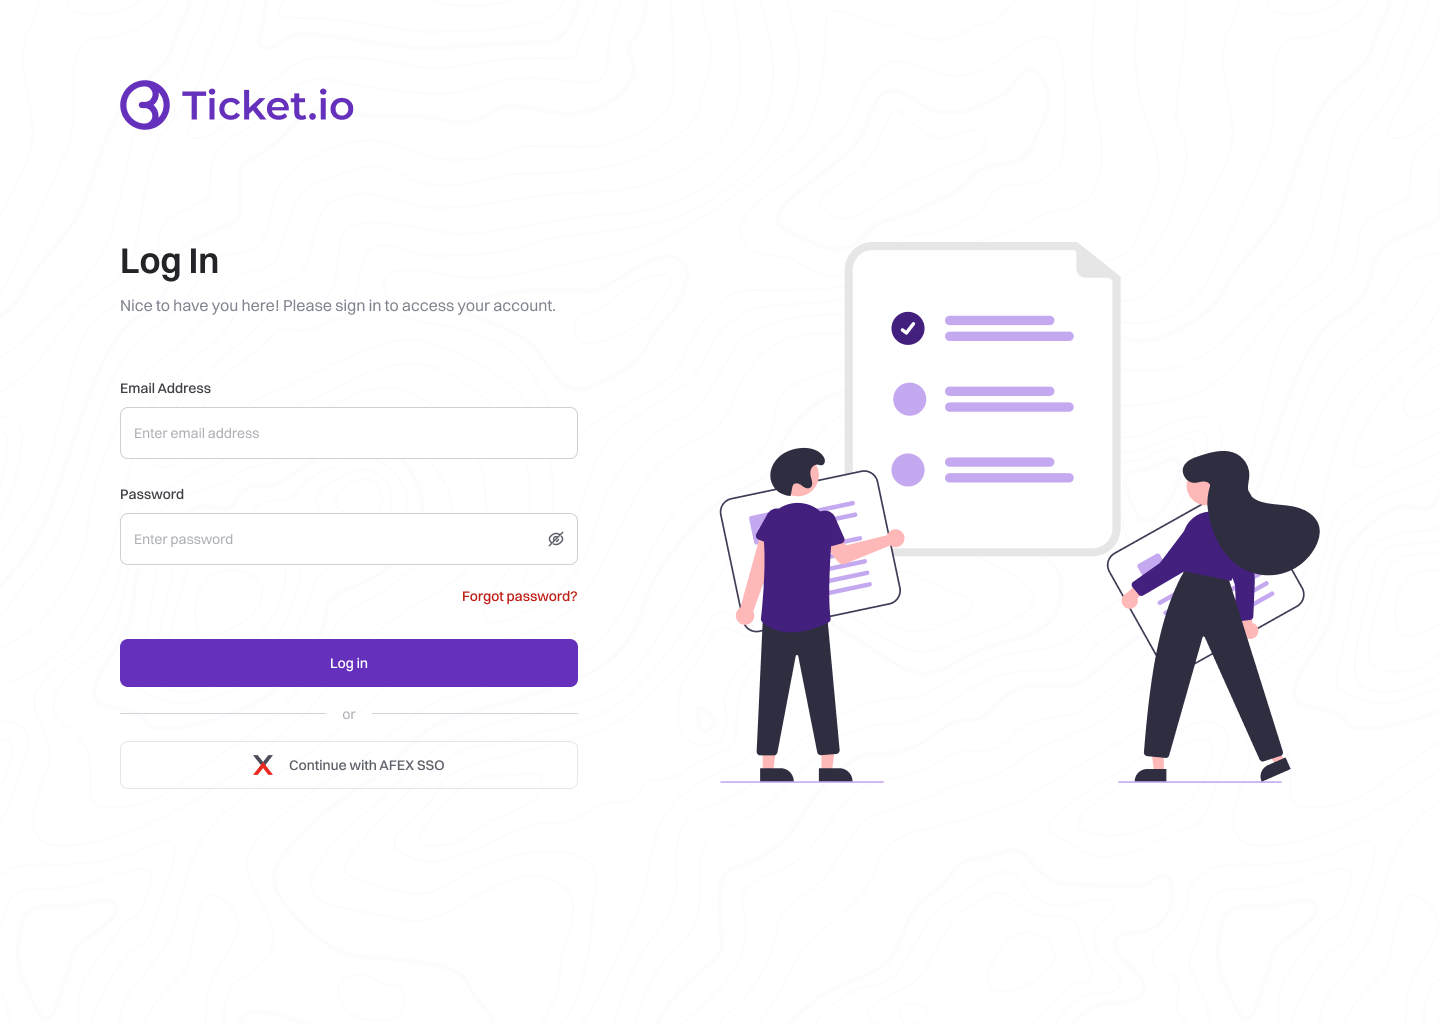 Ticket.io
Log In
Nice to have you here! Please sign in to access your account.
Email Address
Enter email address
Password
Enter password
Forgot password?
Log in
or
Continue with AFEX SSO